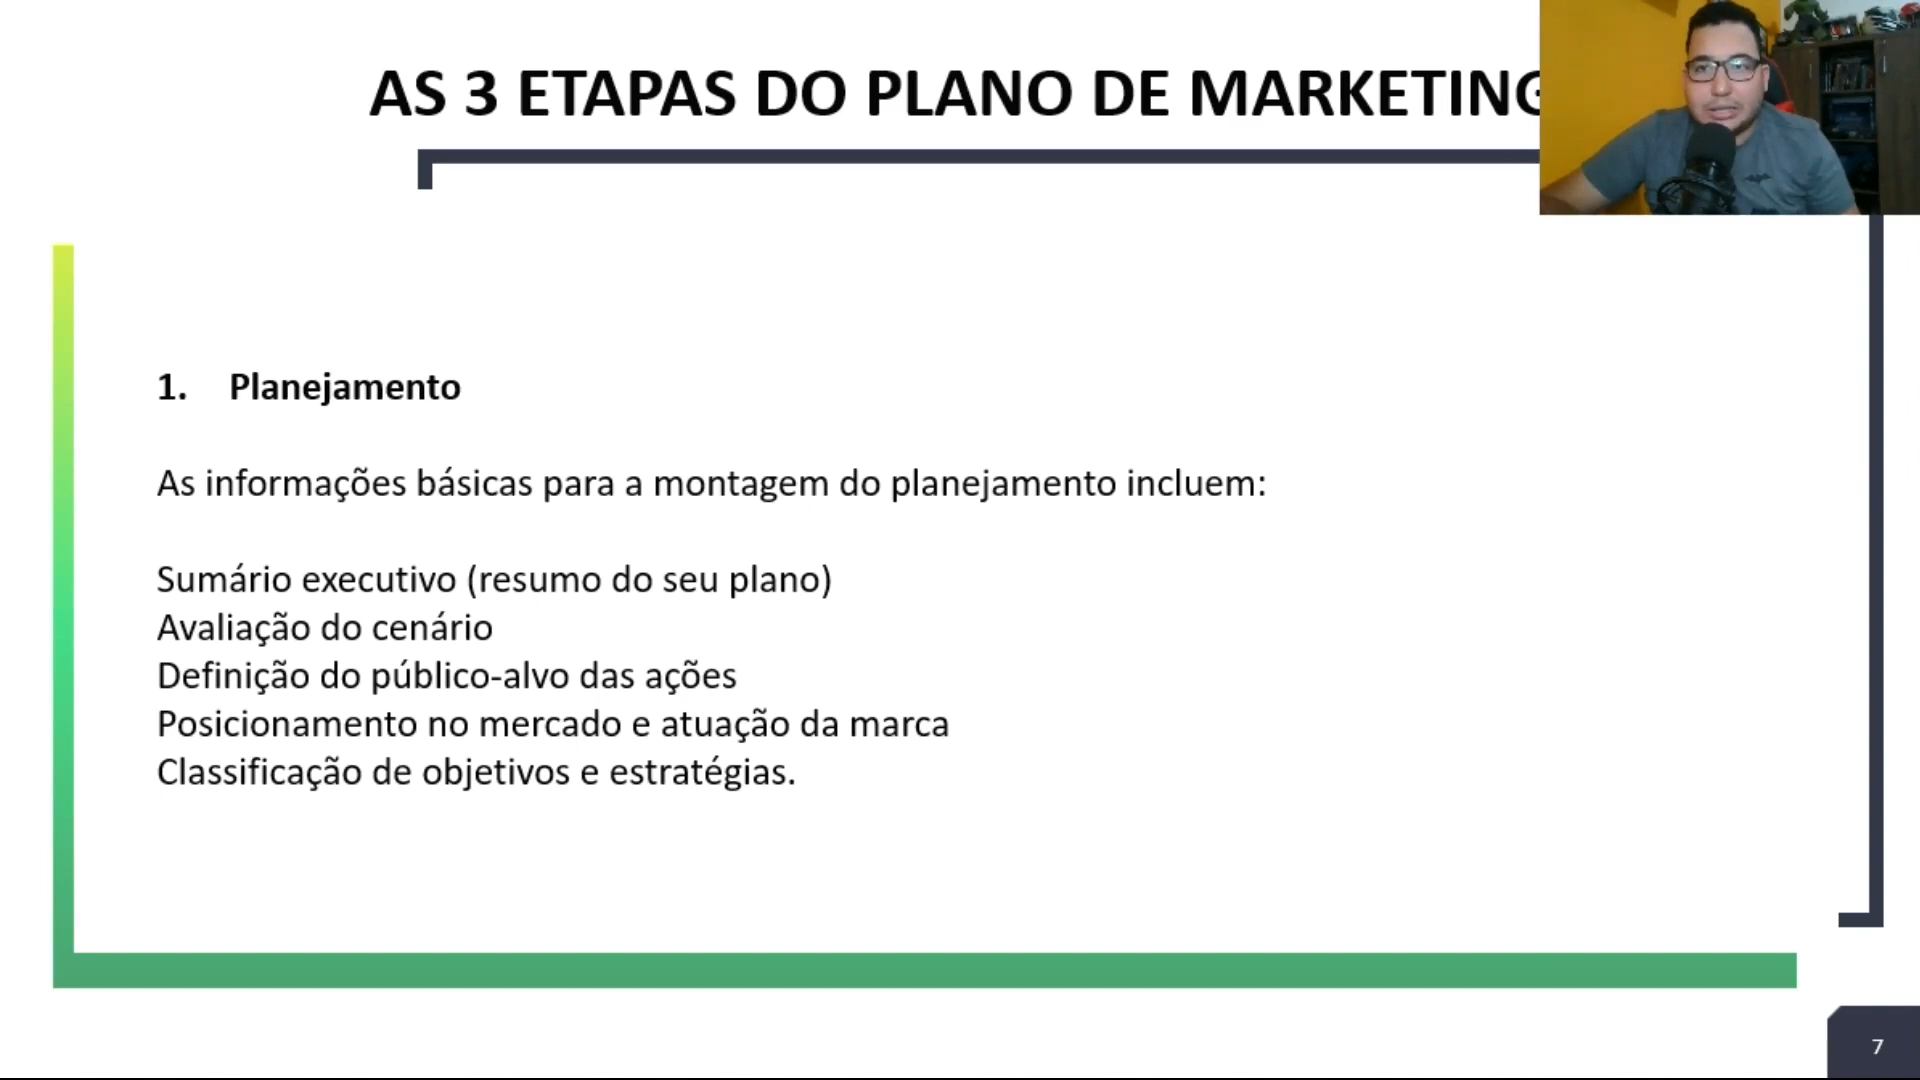 AS 3 ETAPAS DO PLANO DE MARKETING
1. Planejamento
As informações básicas para a montagem do planejamento incluem:
Sumário executivo (resumo do seu plano)
Avaliação do cenário
Definição do público-alvo das ações
Posicionamento no mercado e atuação da marca
Classificação de objetivos e estratégias.
7